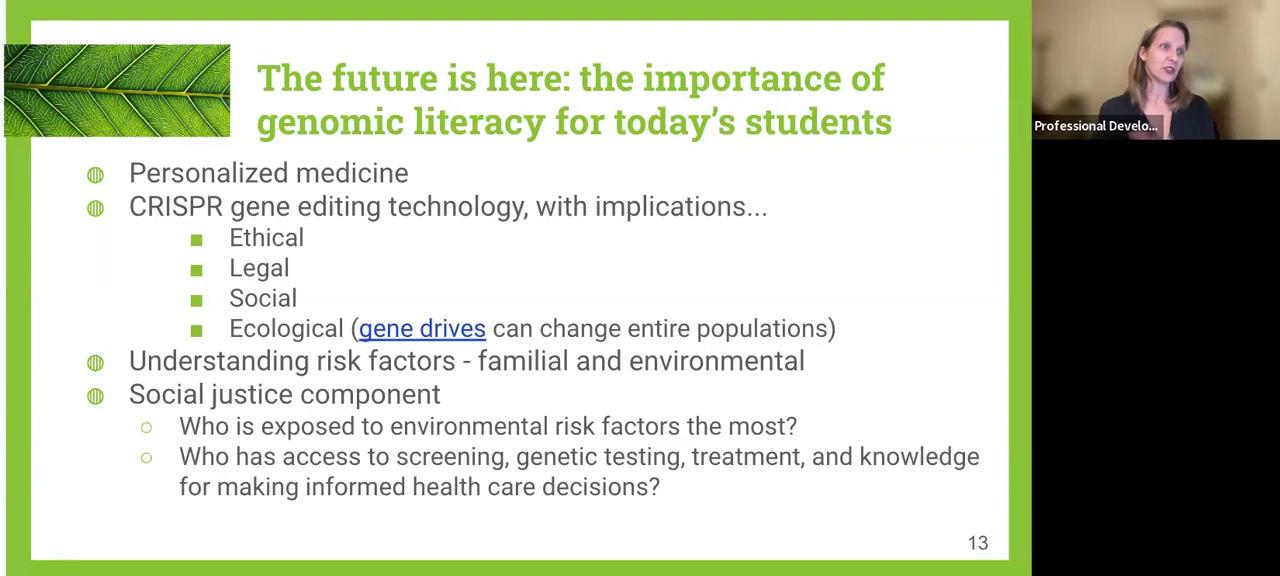 The future is here: the importance of
genomic literacy for today's students
Personalized medicine
CRISPR gene editing technology, with implications...
Ethical
Legal
Social
Ecological (gene drives can change entire populations)
Understanding risk factors - familial and environmental
Social justice component
Who is exposed to environmental risk factors the most?
Who has access to screening, genetic testing, treatment, and knowledge
for making informed health care decisions?
13
Professional Develo...